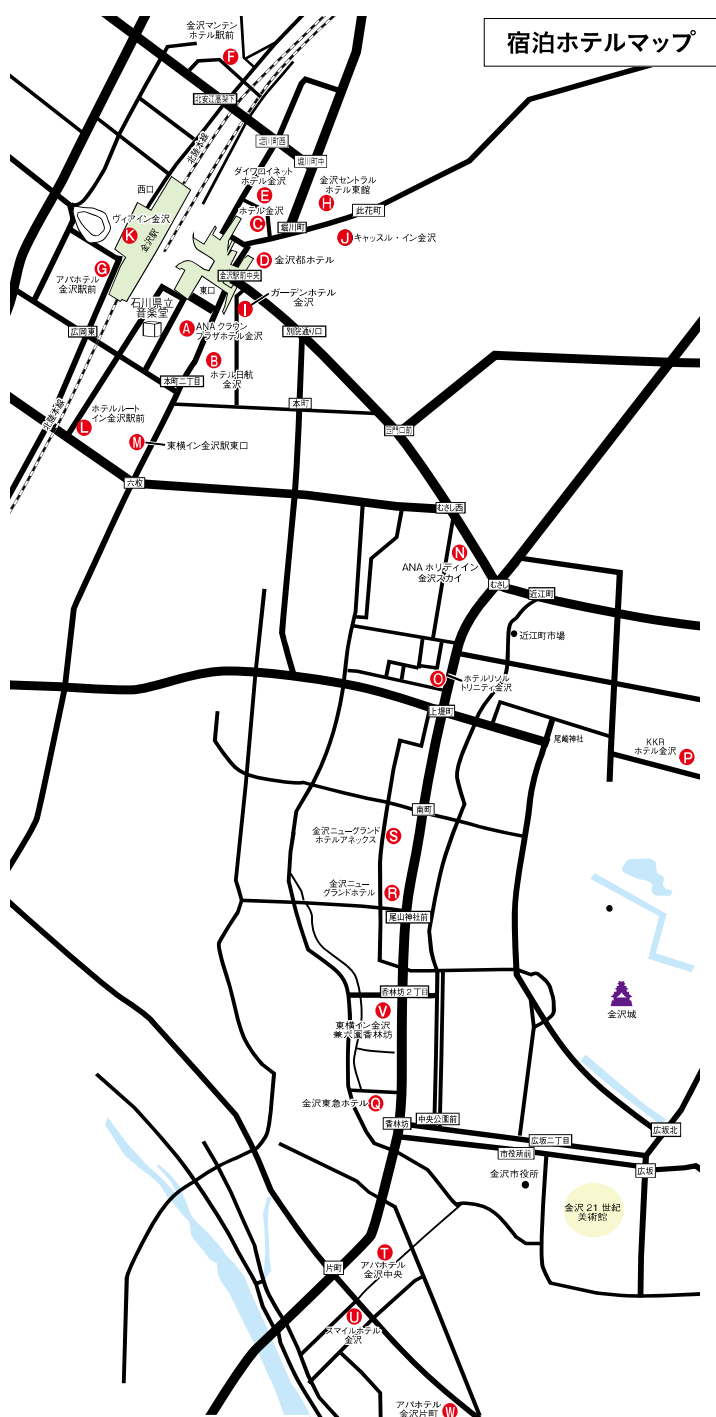 宿泊ホテルマップ
金沢マンテン
ホテル駅前
F
北安江高架下
北陸本線
堀川町西
堀川町中
ダイワロイネット
ホテル金沢
E
金沢セントラル
ホテル東館
H
西口
ヴィアイン金沢
K
金沢駅
ホテル金沢
C
此花町
堀川町
J
キャッスル・イン金沢
G
アパホテル
金沢駅前
D
金沢都ホテル
金沢駅前中央
東口
ガーデンホテル
金沢
I
石川県立
音楽堂
A
ANA クラウン
プラザホテル金沢
別院通り口
広岡東
B
ホテル日航
金沢
本町二丁目
本町
ホテルルート
イン金沢駅前
L
北陸本線
M
東横イン金沢駅東口
六枚
むさし西
N
ANA ホリディイン
金沢スカイ
むさし
近江町
近江町市場
O
ホテルリソル
トリニティ金沢
上堤町
尾崎神社
KKR
ホテル金沢
P
南町
金沢ニューグランド
ホテルアネックス
S
金沢ニュー
グランドホテル
R
尾山神社前
香林坊２丁目
V
東横イン金沢
兼六園香林坊
金沢城
金沢東急ホテル
Q
香林坊
中央公園前
広坂北
広坂二丁目
市役所前
広坂
金沢市役所
金沢 21 世紀
美術館
T
アパホテル
金沢中央
片町
U
スマイルホテル
金沢
アパホテル
金沢片町
W